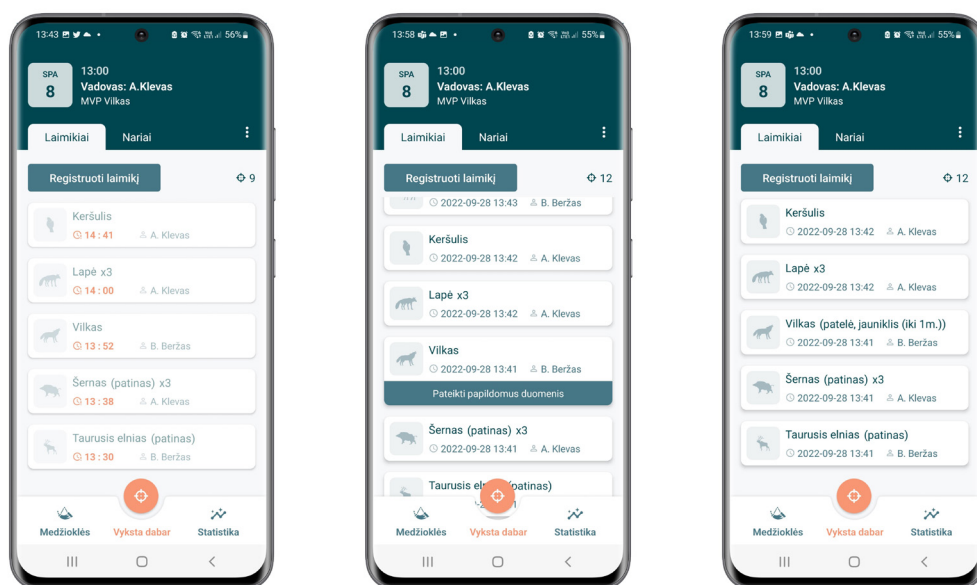 13:43 56%
SPA
8
13:00
Vadovas: A.Klevas
MVP Vilkas
Laimikiai Nariai
Registruoti laimikį 9
Keršulis
14 : 41 A. Klevas
Lapė x3
14 : 00 A. Klevas
Vilkas
13 : 52 B. Beržas
Šernas (patinas) x3
13 : 38 A. Klevas
Taurusis elnias (patinas)
13 : 30 B. Beržas
Medžioklės Vyksta dabar Statistika
13:58 55%
SPA
8
13:00
Vadovas: A.Klevas
MVP Vilkas
Laimikiai Nariai
Registruoti laimikį 12
2022-09-28 13:43 B. Beržas
Keršulis
2022-09-28 13:42 A. Klevas
Lapė x3
2022-09-28 13:42 A. Klevas
Vilkas
2022-09-28 13:41 B. Beržas
Pateikti papildomus duomenis
Šernas (patinas) x3
2022-09-28 13:41 A. Klevas
Taurusis patinas)
Medžioklės Vyksta dabar Statistika
13:59 55%
SPA
8
13:00
Vadovas: A.Klevas
MVP Vilkas
Laimikiai Nariai
Registruoti laimikį 12
Keršulis
2022-09-28 13:42 A. Klevas
Lapė x3
2022-09-28 13:42 A. Klevas
Vilkas (patelė, jauniklis (iki 1m.))
2022-09-28 13:41 B. Beržas
Šernas (patinas) x3
2022-09-28 13:41 A. Klevas
Taurusis elnias (patinas)
2022-09-28 13:41 B. Beržas
Medžioklės Vyksta dabar Statistika